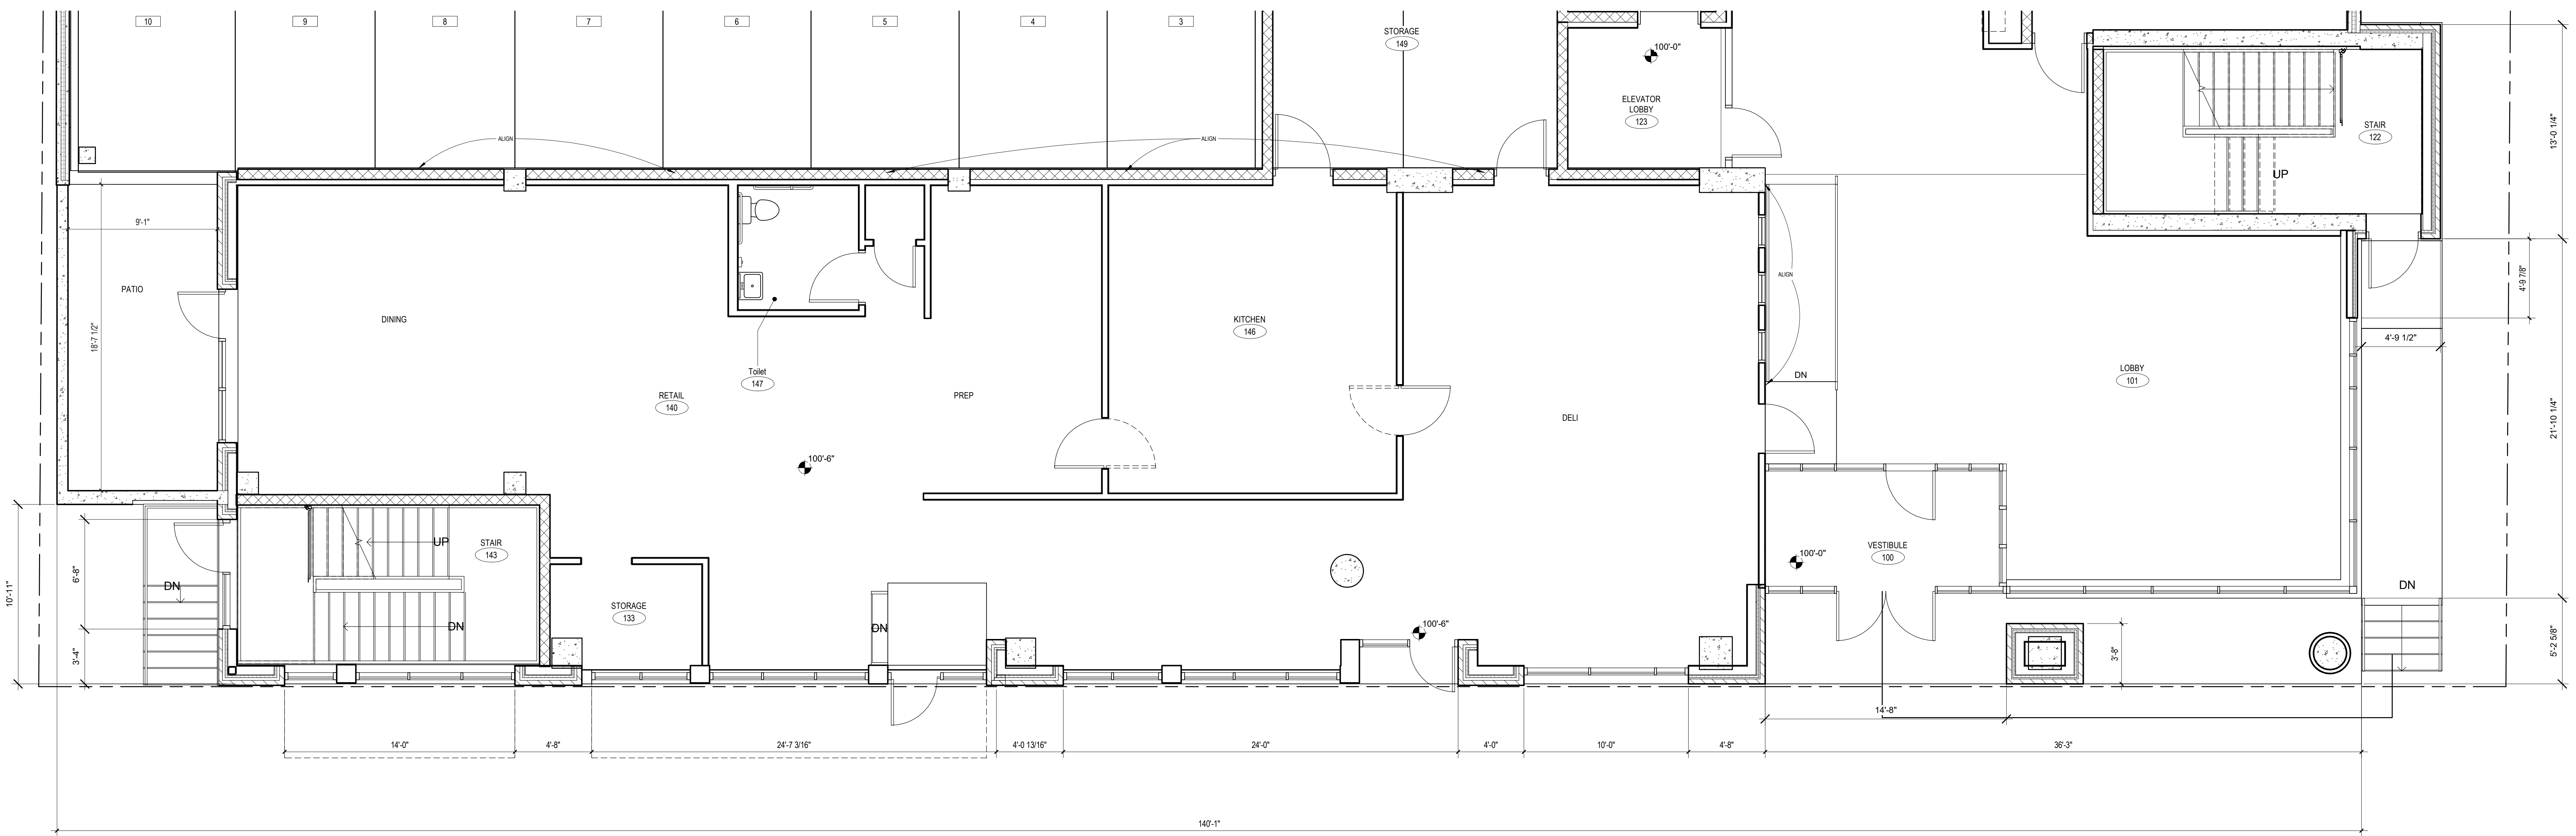 10
9
8
7
6
5
4
3
STORAGE
149
100'-0"
ELEVATOR
LOBBY
123
STAIR
122
UP
13'-0 1/4"
ALIGN
ALIGN
9'-1"
PATIO
18'-7 1/2"
DINING
Toilet
147
RETAIL
140
PREP
100'-6"
KITCHEN
146
DELI
ALIGN
DN
LOBBY
101
4'-9 7/8"
4'-9 1/2"
21'-10 1/4"
10'-11"
6'-8"
3'-4"
DN
UP
STAIR
143
DN
STORAGE
133
DN
100'-6"
100'-0"
VESTIBULE
100
DN
3'-8"
5'-2 5/8"
14'-8"
14'-0"
4'-8"
24'-7 3/16"
4'-0 13/16"
24'-0"
4'-0"
10'-0"
4'-8"
36'-3"
140'-1"